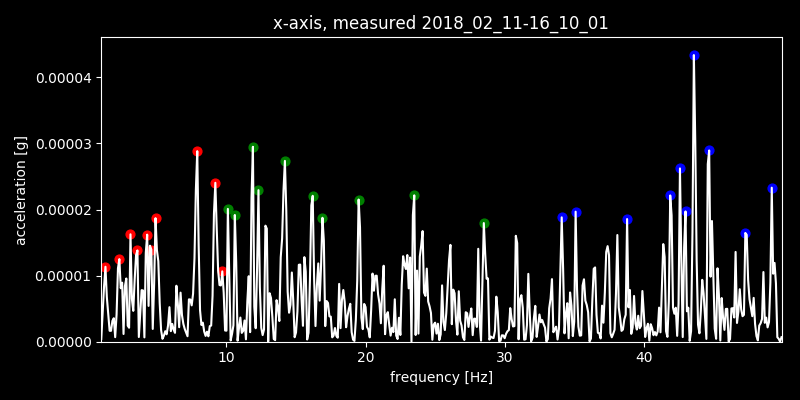 x-axis, measured 2018_02_11-16_10_01
0.00004
0.00003
0.00002
0.00001
0.00000
acceleration [g]
10 20 30 40
frequency [Hz]